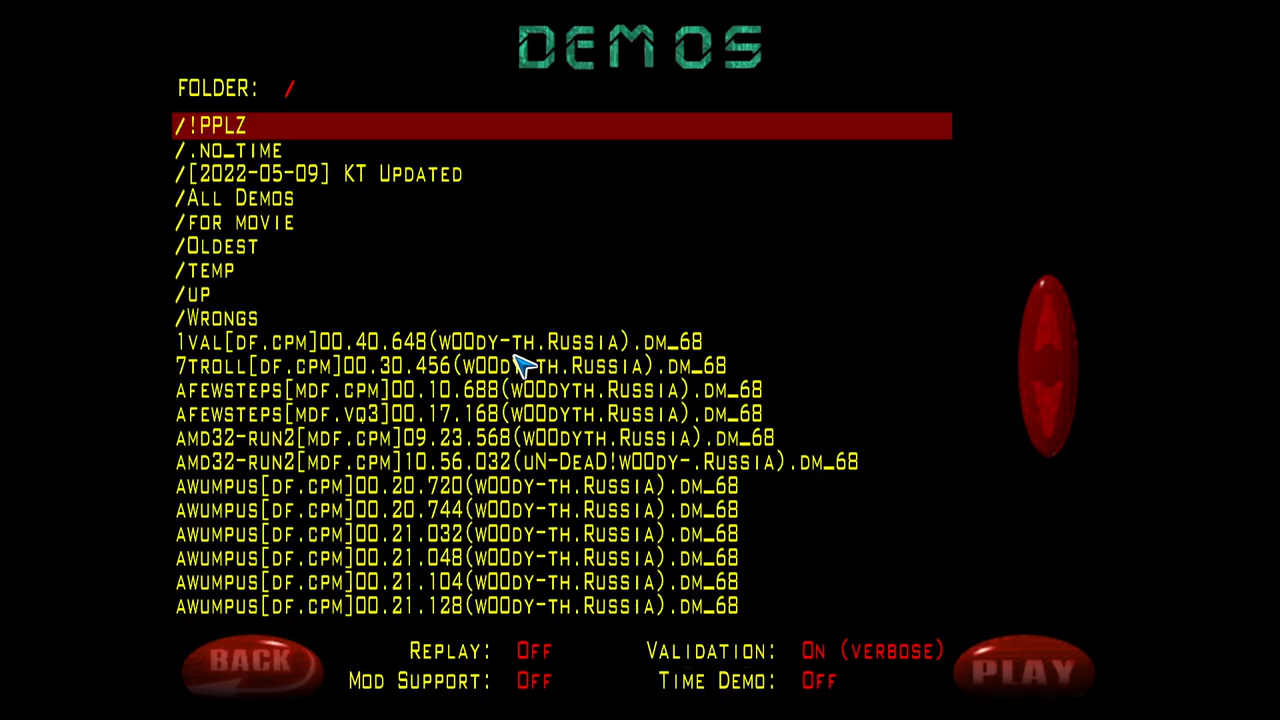 DEMOS
FOLDER: /
/!PPLZ
/.NO_TIME
/[2022-05-09] KT UPDATED
/ALL DEMOS
/FOR MOVIE
/OLDEST
/TEMP
/UP
/WRONGS
1VAL[DF.CPM]00.40.648(W00DY-TH.RUSSIA).DM_68
7TROLL[DF.CPM]00.30.456(W00DY-TH.RUSSIA).DM_68
AFEWSTEPS[MDF.CPM]00.10.688(W00DYTH.RUSSIA).DM_68
AFEWSTEPS[MDF.VQ3]00.17.168(W00DYTH.RUSSIA).DM_68
AMD32-RUN2[MDF.CPM]09.23.568(W00DYTH.RUSSIA).DM_68
AMD32-RUN2[MDF.CPM]10.56.032(UN-DEAD!W00DY-.RUSSIA).DM_68
AWUMPUS[DF.CPM]00.20.720(W00DY-TH.RUSSIA).DM_68
AWUMPUS[DF.CPM]00.20.744(W00DY-TH.RUSSIA).DM_68
AWUMPUS[DF.CPM]00.21.032(W00DY-TH.RUSSIA).DM_68
AWUMPUS[DF.CPM]00.21.048(W00DY-TH.RUSSIA).DM_68
AWUMPUS[DF.CPM]00.21.104(W00DY-TH.RUSSIA).DM_68
AWUMPUS[DF.CPM]00.21.128(W00DY-TH.RUSSIA).DM_68
BACK REPLAY: OFF VALIDATION: ON (VERBOSE) PLAY
MOD SUPPORT: OFF TIME DEMO: OFF